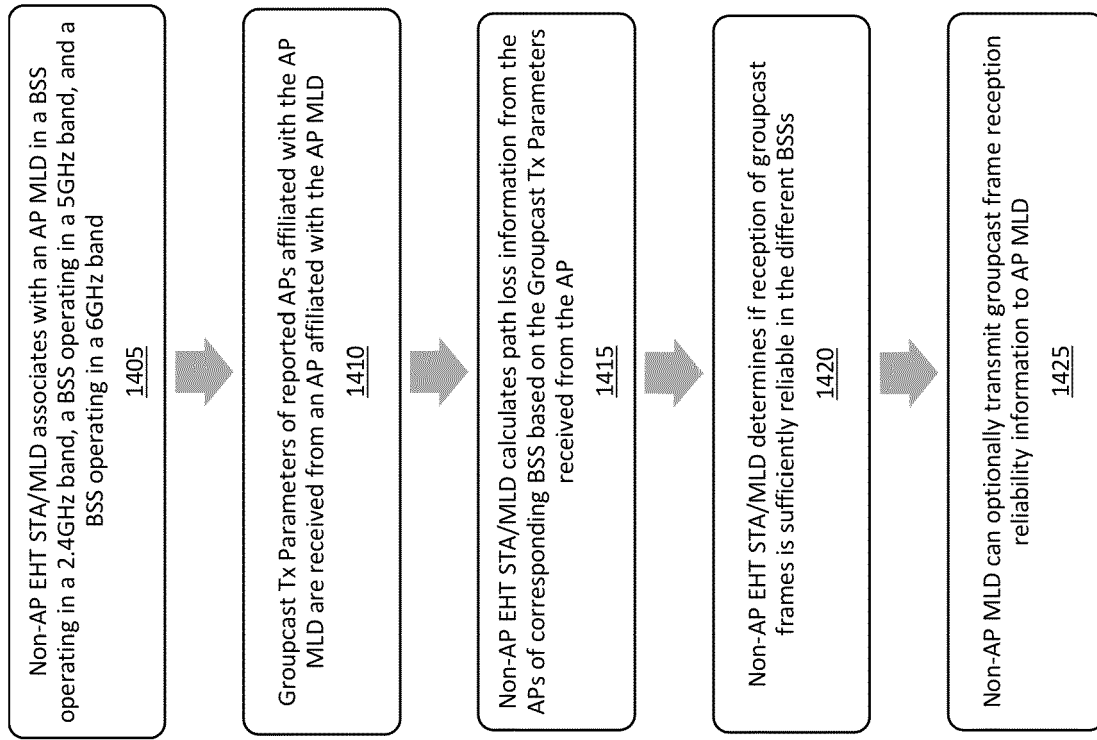 Non-AP EHT STA/MLD associates with an AP MLD in a BSS
operating in a 2.4GHz band, a BSS operating in a 5GHz band, and a
BSS operating in a 6GHz band
1405
Groupcast Tx Parameters of reported APs affiliated with the AP
MLD are received from an AP affiliated with the AP MLD
1410
Non-AP EHT STA/MLD calculates path loss information from the
APs of corresponding BSS based on the Groupcast Tx Parameters
received from the AP
1415
Non-AP EHT STA/MLD determines if reception of groupcast
frames is sufficiently reliable in the different BSSs
1420
Non-AP MLD can optionally transmit groupcast frame reception
reliability information to AP MLD
1425